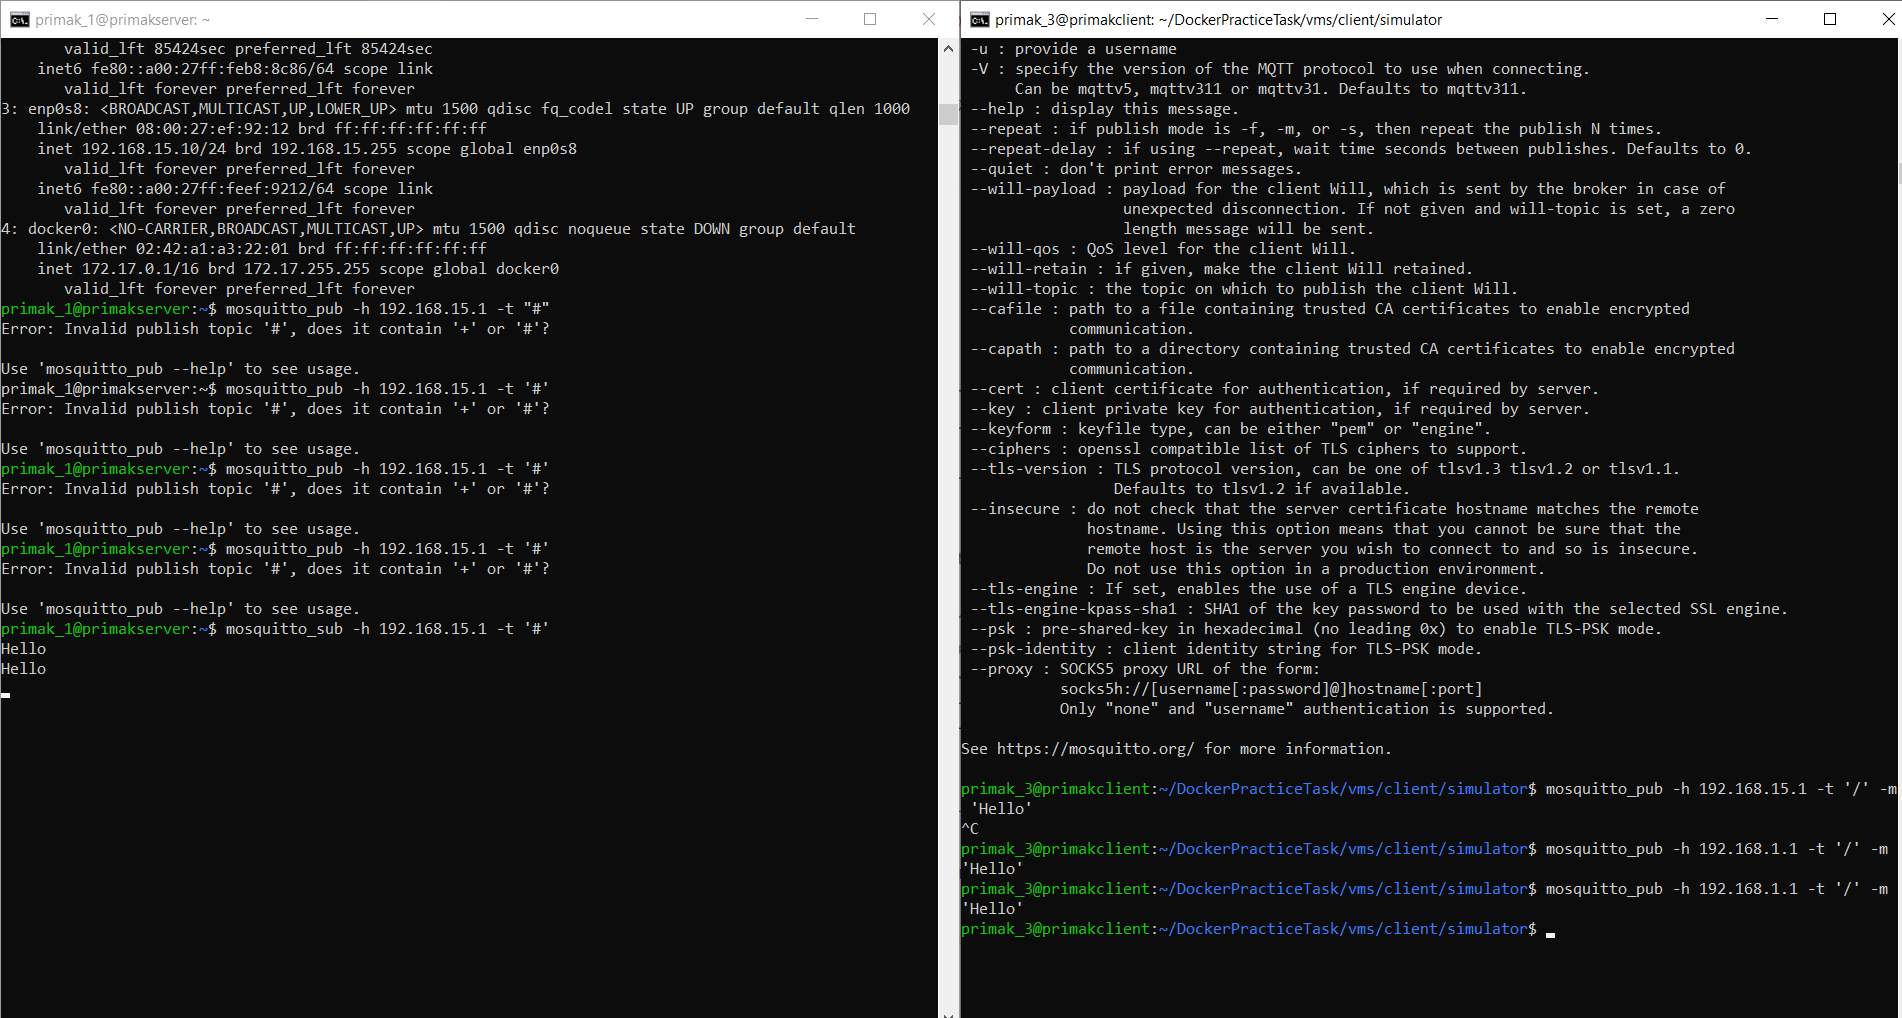 primak_1@primakserver: ~
       valid_lft 85424sec preferred_lft 85424sec
    inet6 fe80::a00:27ff:feb8:8c86/64 scope link
       valid_lft forever preferred_lft forever
3: enp0s8: <BROADCAST,MULTICAST,UP,LOWER_UP> mtu 1500 qdisc fq_codel state UP group default qlen 1000
    link/ether 08:00:27:ef:92:12 brd ff:ff:ff:ff:ff:ff
    inet 192.168.15.10/24 brd 192.168.15.255 scope global enp0s8
       valid_lft forever preferred_lft forever
    inet6 fe80::a00:27ff:feef:9212/64 scope link
       valid_lft forever preferred_lft forever
4: docker0: <NO-CARRIER,BROADCAST,MULTICAST,UP> mtu 1500 qdisc noqueue state DOWN group default
    link/ether 02:42:a1:a3:22:01 brd ff:ff:ff:ff:ff:ff
    inet 172.17.0.1/16 brd 172.17.255.255 scope global docker0
       valid_lft forever preferred_lft forever
primak_1@primakserver:~$ mosquitto_pub -h 192.168.15.1 -t "#"
Error: Invalid publish topic '#', does it contain '+' or '#'?

Use 'mosquitto_pub --help' to see usage.
primak_1@primakserver:~$ mosquitto_pub -h 192.168.15.1 -t '#'
Error: Invalid publish topic '#', does it contain '+' or '#'?

Use 'mosquitto_pub --help' to see usage.
primak_1@primakserver:~$ mosquitto_pub -h 192.168.15.1 -t '#'
Error: Invalid publish topic '#', does it contain '+' or '#'?

Use 'mosquitto_pub --help' to see usage.
primak_1@primakserver:~$ mosquitto_pub -h 192.168.15.1 -t '#'
Error: Invalid publish topic '#', does it contain '+' or '#'?

Use 'mosquitto_pub --help' to see usage.
primak_1@primakserver:~$ mosquitto_sub -h 192.168.15.1 -t '#'
Hello
Hello
primak_3@primakclient: ~/DockerPracticeTask/vms/client/simulator
 -u : provide a username
 -V : specify the version of the MQTT protocol to use when connecting.
      Can be mqttv5, mqttv311 or mqttv31. Defaults to mqttv311.
 --help : display this message.
 --repeat : if publish mode is -f, -m, or -s, then repeat the publish N times.
 --repeat-delay : if using --repeat, wait time seconds between publishes. Defaults to 0.
 --quiet : don't print error messages.
 --will-payload : payload for the client Will, which is sent by the broker in case of
                  unexpected disconnection. If not given and will-topic is set, a zero
                  length message will be sent.
 --will-qos : QoS level for the client Will.
 --will-retain : if given, make the client Will retained.
 --will-topic : the topic on which to publish the client Will.
 --cafile : path to a file containing trusted CA certificates to enable encrypted
            communication.
 --capath : path to a directory containing trusted CA certificates to enable encrypted
            communication.
 --cert : client certificate for authentication, if required by server.
 --key : client private key for authentication, if required by server.
 --keyform : keyfile type, can be either "pem" or "engine".
 --ciphers : openssl compatible list of TLS ciphers to support.
 --tls-version : TLS protocol version, can be one of tlsv1.3 tlsv1.2 or tlsv1.1.
                 Defaults to tlsv1.2 if available.
 --insecure : do not check that the server certificate hostname matches the remote
              hostname. Using this option means that you cannot be sure that the
              remote host is the server you wish to connect to and so is insecure.
              Do not use this option in a production environment.
 --tls-engine : If set, enables the use of a TLS engine device.
 --tls-engine-kpass-sha1 : SHA1 of the key password to be used with the selected SSL engine.
 --psk : pre-shared-key in hexadecimal (no leading 0x) to enable TLS-PSK mode.
 --psk-identity : client identity string for TLS-PSK mode.
 --proxy : SOCKS5 proxy URL of the form:
           socks5h://[username[:password]@]hostname[:port]
           Only "none" and "username" authentication is supported.

See https://mosquitto.org/ for more information.

primak_3@primakclient:~/DockerPracticeTask/vms/client/simulator$ mosquitto_pub -h 192.168.15.1 -t '/' -m
 'Hello'
^C
primak_3@primakclient:~/DockerPracticeTask/vms/client/simulator$ mosquitto_pub -h 192.168.1.1 -t '/' -m
'Hello'
primak_3@primakclient:~/DockerPracticeTask/vms/client/simulator$ mosquitto_pub -h 192.168.1.1 -t '/' -m
'Hello'
primak_3@primakclient:~/DockerPracticeTask/vms/client/simulator$